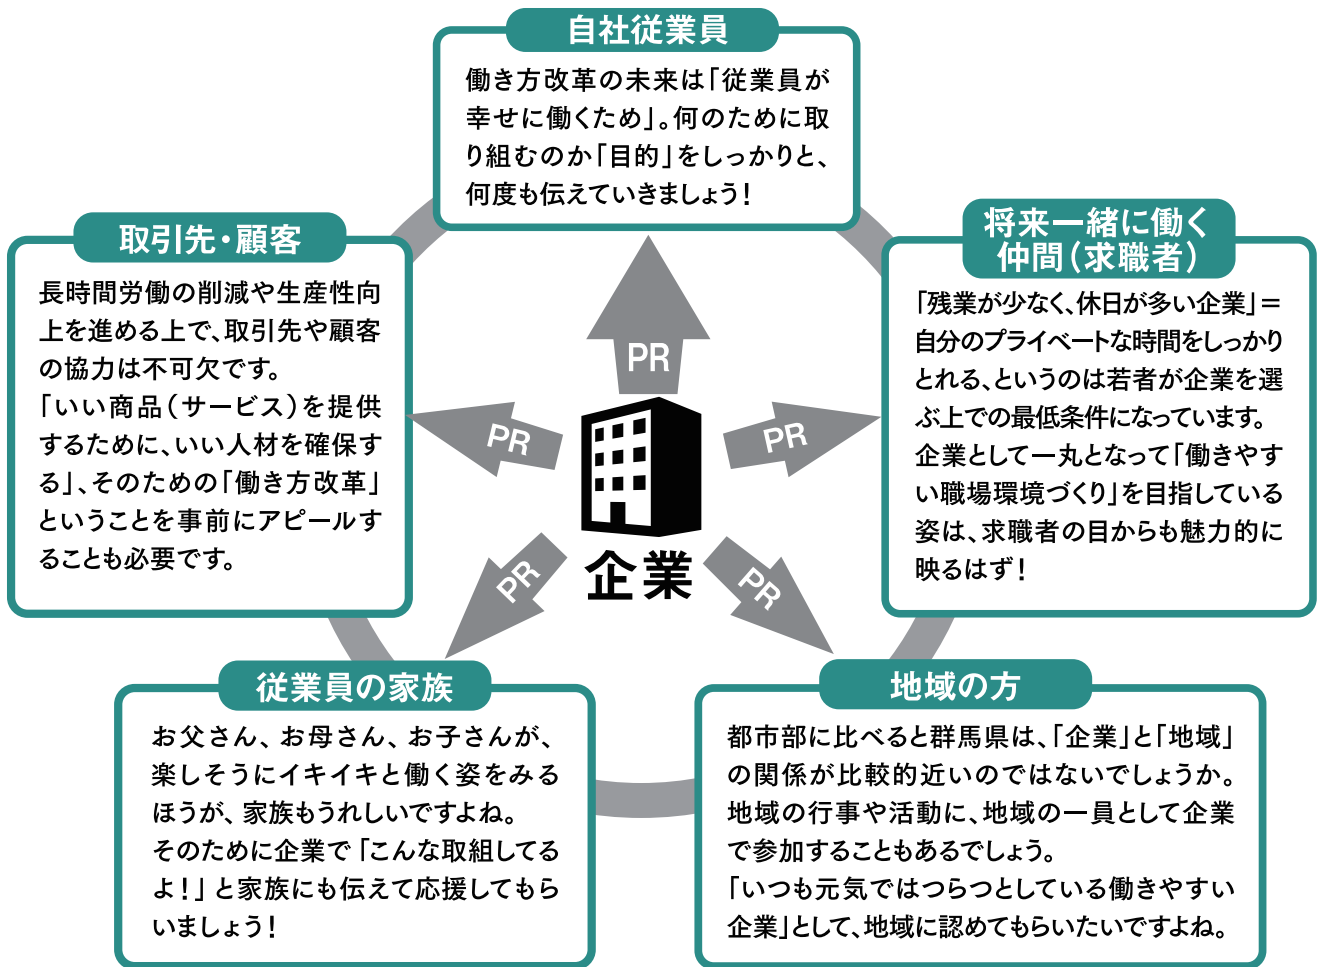 自社従業員
働き方改革の未来は「従業員が
幸せに働くため」。何のために取
り組むのか「目的」をしっかりと、
何度も伝えていきましょう！
取引先・顧客
長時間労働の削減や生産性向
上を進める上で、取引先や顧客
の協力は不可欠です。
「いい商品（サービス）を提供
するために、いい人材を確保す
る」、そのための「働き方改革」
ということを事前にアピールす
ることも必要です。
将来一緒に働く
仲間（求職者）
「残業が少なく、休日が多い企業」＝
自分のプライベートな時間をしっかり
とれる、というのは若者が企業を選
ぶ上での最低条件になっています。
企業として一丸となって「働きやす
い職場環境づくり」を目指している
姿は、求職者の目からも魅力的に
映るはず！
PR
PR
PR
PR
PR
企業
従業員の家族
お父さん、お母さん、お子さんが、
楽しそうにイキイキと働く姿をみる
ほうが、家族もうれしいですよね。
そのために企業で「こんな取組してる
よ！」と家族にも伝えて応援してもら
いましょう！
地域の方
都市部に比べると群馬県は、「企業」と「地域」
の関係が比較的近いのではないでしょうか。
地域の行事や活動に、地域の一員として企業
で参加することもあるでしょう。
「いつも元気ではつらつとしている働きやすい
企業」として、地域に認めてもらいたいですよね。